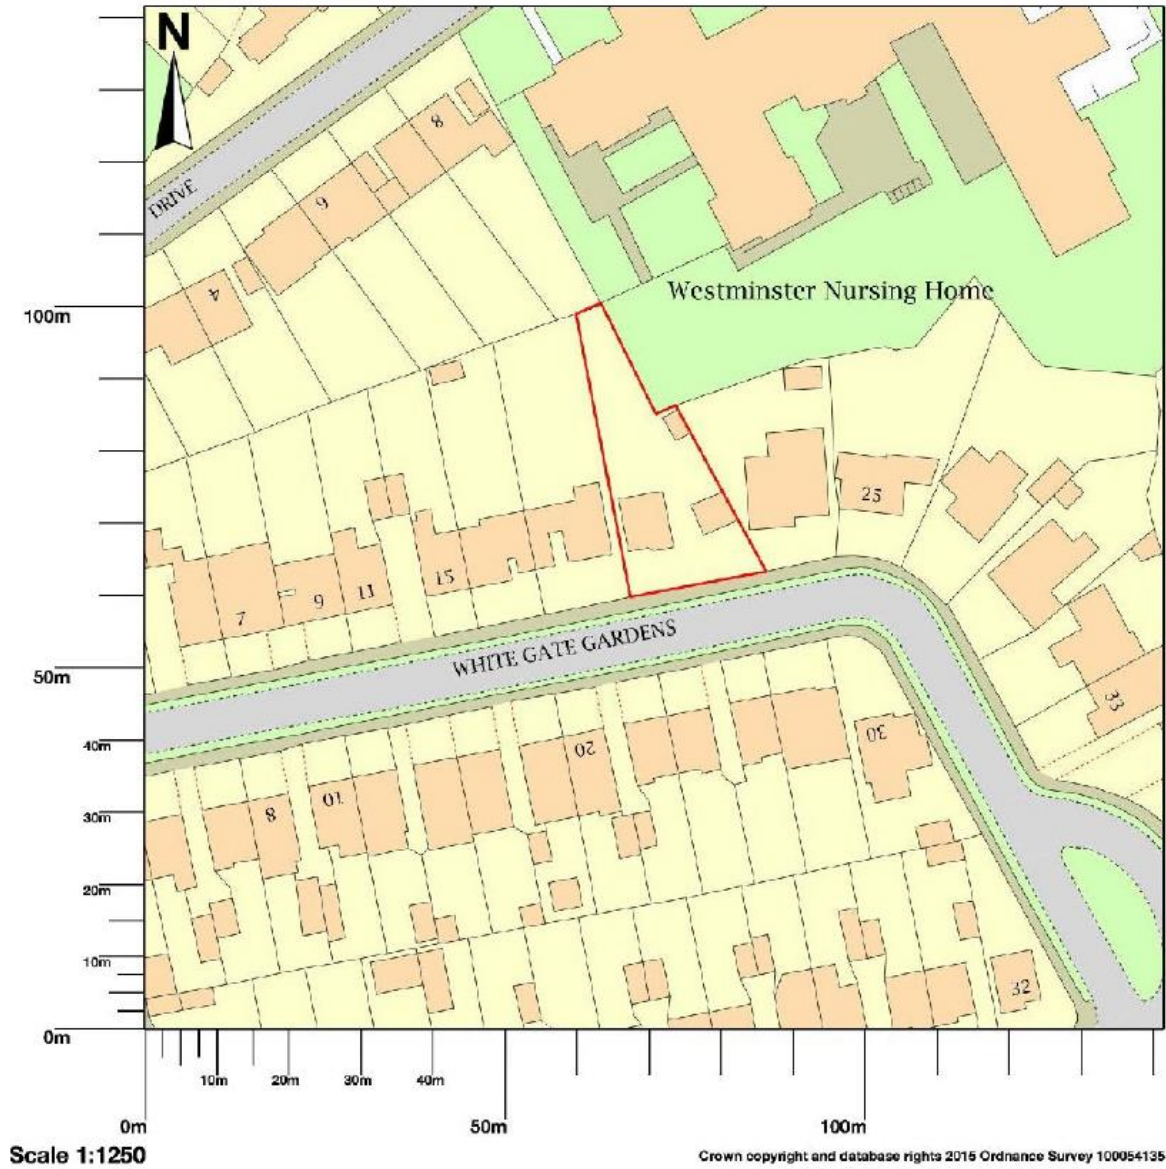 N
8
DRIVE
6
4
Westminster Nursing Home
100m
25
15
11
9
7
WHITE GATE GARDENS
50m
33
40m
20
30
10
8
30m
20m
10m
32
0m
10m 20m 30m 40m
0m 50m 100m
Scale 1:1250
Crown copyright and database rights 2015 Ordnance Survey 100054135